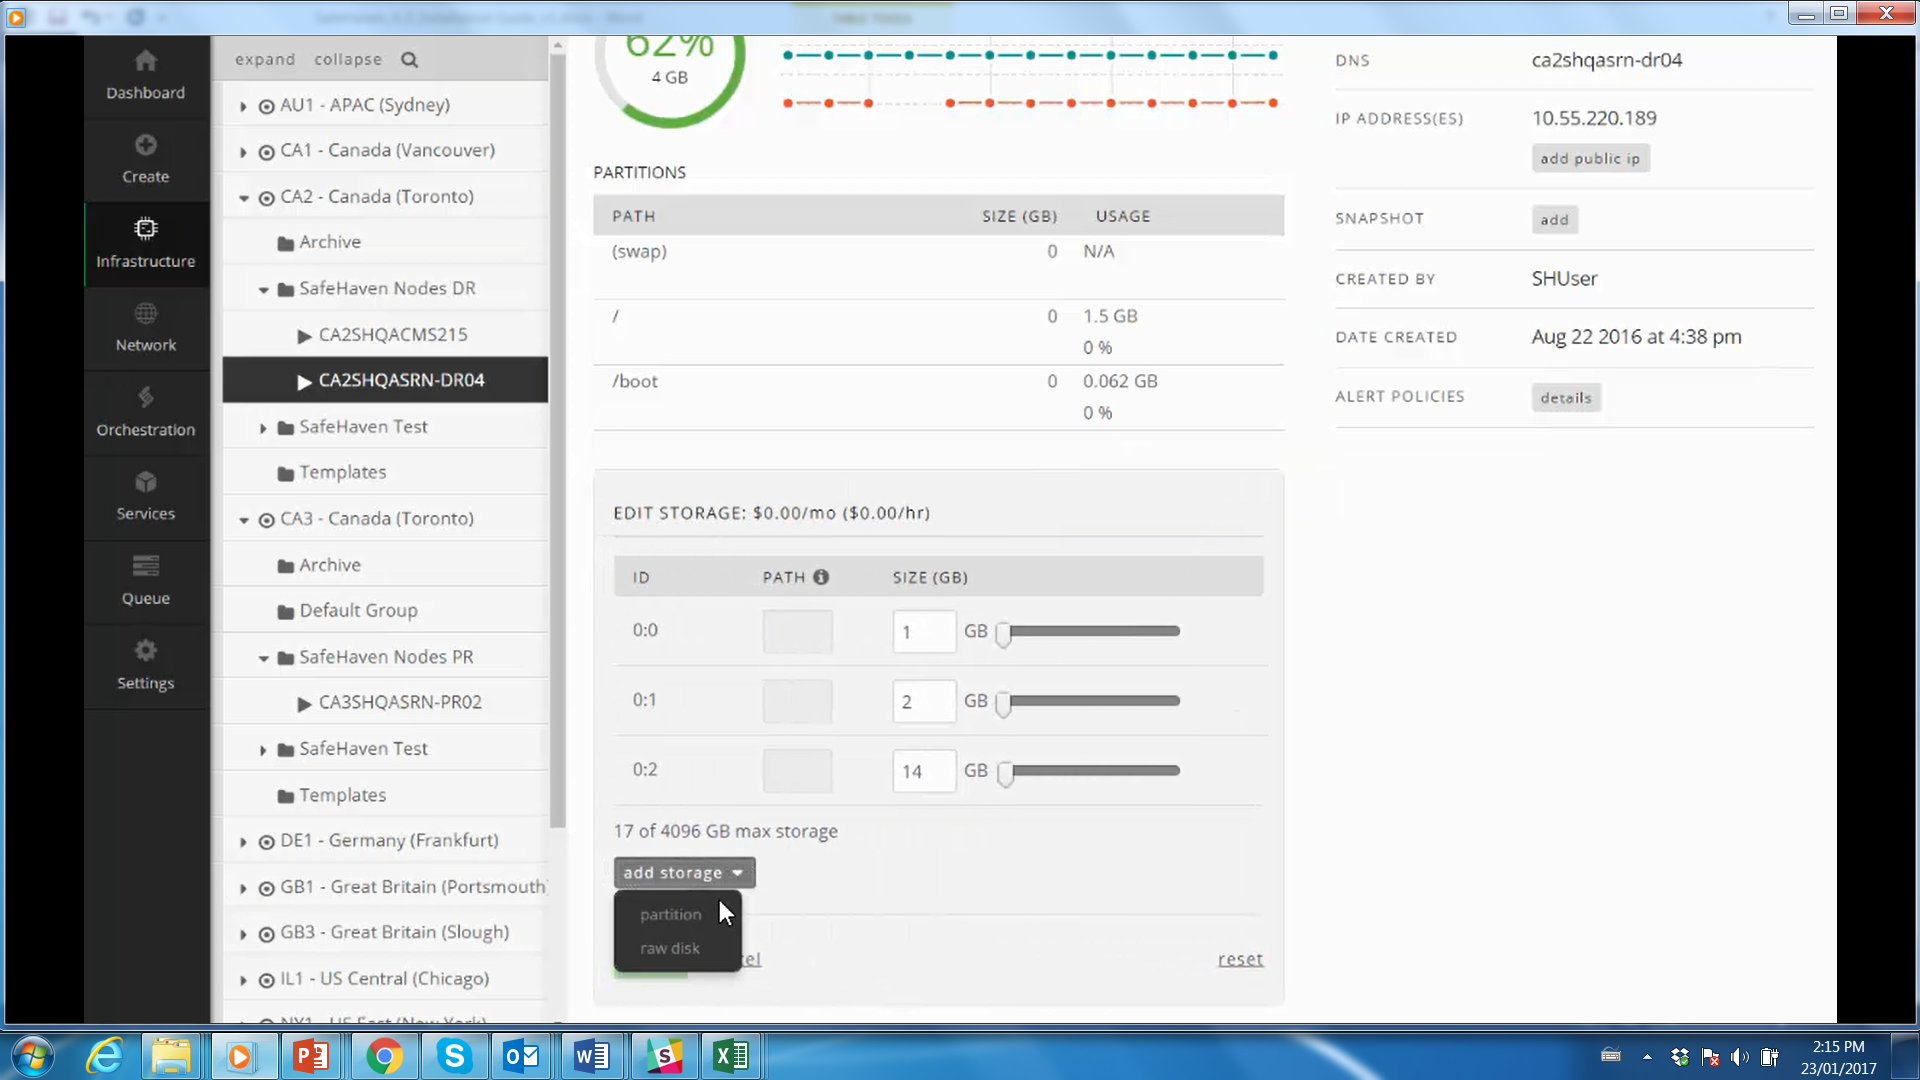 Dashboard
Create
Infrastructure
Network
Orchestration
Services
Queue
Settings
expand collapse
AU1 - APAC (Sydney)
CA1 - Canada (Vancouver)
CA2 - Canada (Toronto)
Archive
SafeHaven Nodes DR
CA2SHQACMS215
CA2SHQASRN-DR04
SafeHaven Test
Templates
CA3 - Canada (Toronto)
Archive
Default Group
SafeHaven Nodes PR
CA3SHQASRN-PR02
SafeHaven Test
Templates
DE1 - Germany (Frankfurt)
GB1 - Great Britain (Portsmouth)
GB3 - Great Britain (Slough)
IL1 - US Central (Chicago)
NY1 - US East (New York)
62%
4 GB
PARTITIONS
PATH SIZE (GB) USAGE
(swap) 0 N/A
/ 0 1.5 GB
0 %
/boot 0 0.062 GB
0 %
EDIT STORAGE: $0.00/mo ($0.00/hr)
ID PATH SIZE (GB)
0:0 1 GB
0:1 2 GB
0:2 14 GB
17 of 4096 GB max storage
add storage
partition
raw disk
reset
DNS ca2shqasrn-dr04
IP ADDRESS(ES) 10.55.220.189
add public ip
SNAPSHOT add
CREATED BY SHUser
DATE CREATED Aug 22 2016 at 4:38 pm
ALERT POLICIES details
2:15 PM
23/01/2017